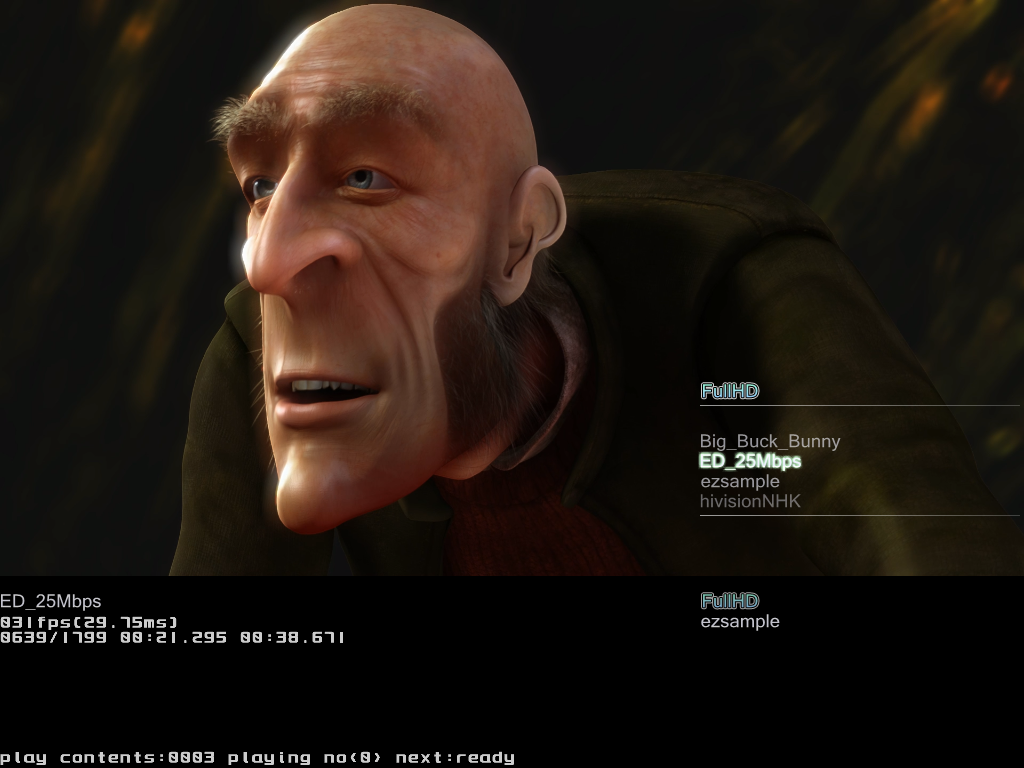 FullHD
Big_Buck_Bunny
ED_25Mbps
ezsample
hivisionNHK
ED_25Mbps
031fps(29.75ms)
0639/1799 00:21.295 00:38.671
FullHD
ezsample
play contents:0003 playing no(0) next:ready